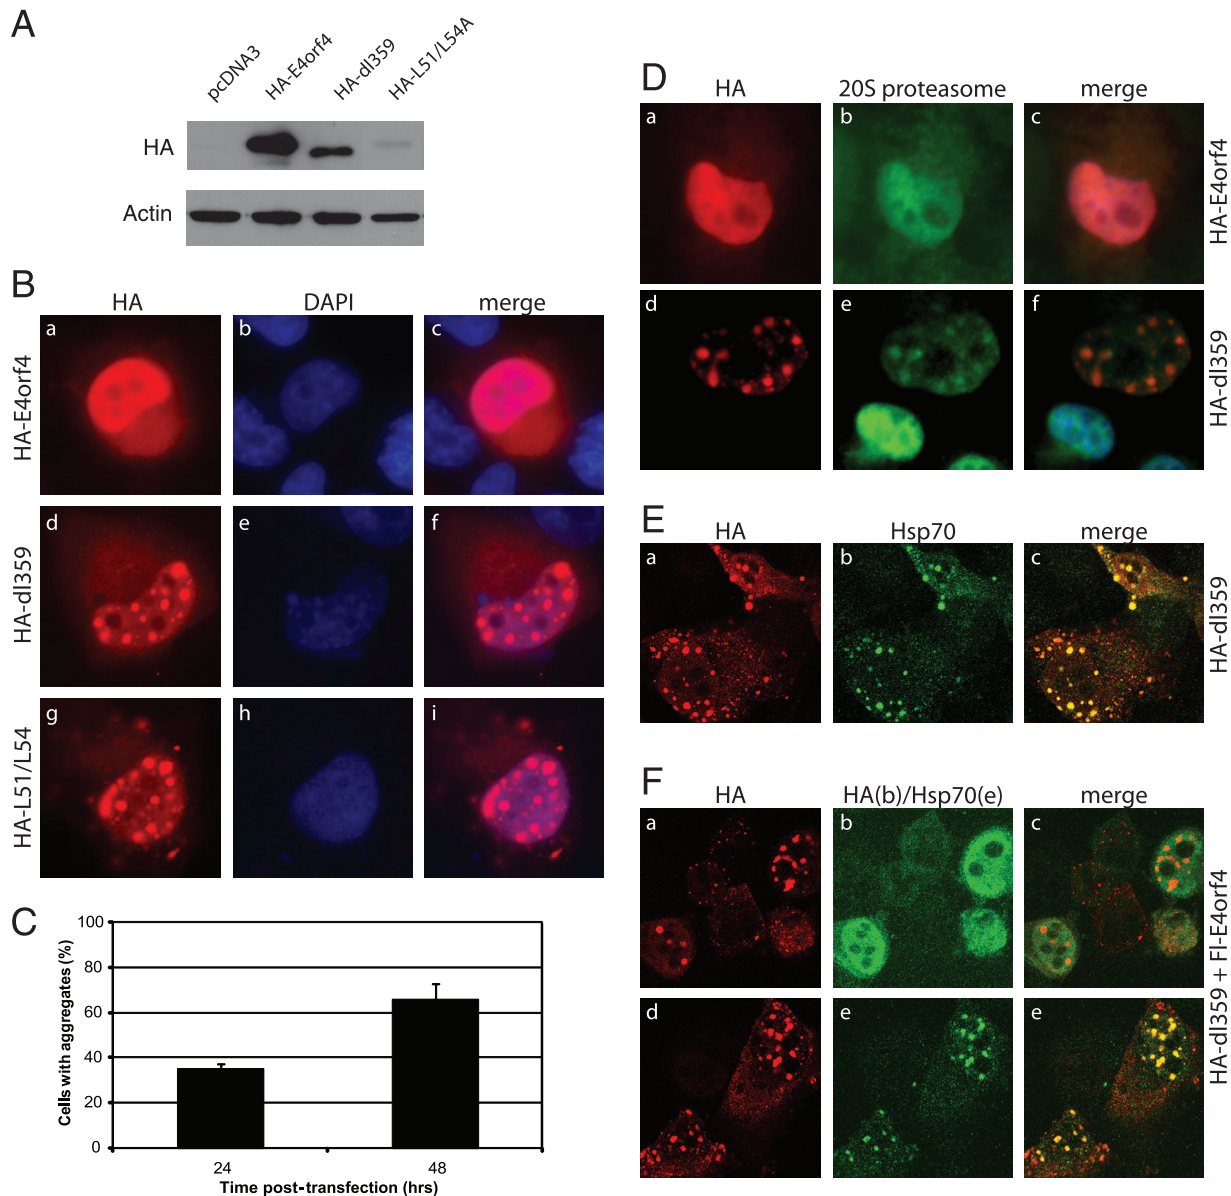 A
pcDNA3
HA-E4orf4
HA-dl359
HA-L51/L54A
HA
Actin
B
HA
DAPI
merge
a
b
c
HA-E4orf4
d
e
f
HA-dl359
g
h
i
HA-L51/L54
C
Cells with aggregates (%)
100
80
60
40
20
0
24
48
Time post-transfection (hrs)
D
HA
20S proteasome
merge
a
b
c
HA-E4orf4
d
e
f
HA-dl359
E
HA
Hsp70
merge
a
b
c
HA-dl359
F
HA
HA(b)/Hsp70(e)
merge
a
b
c
d
e
e
HA-dl359 + Fl-E4orf4